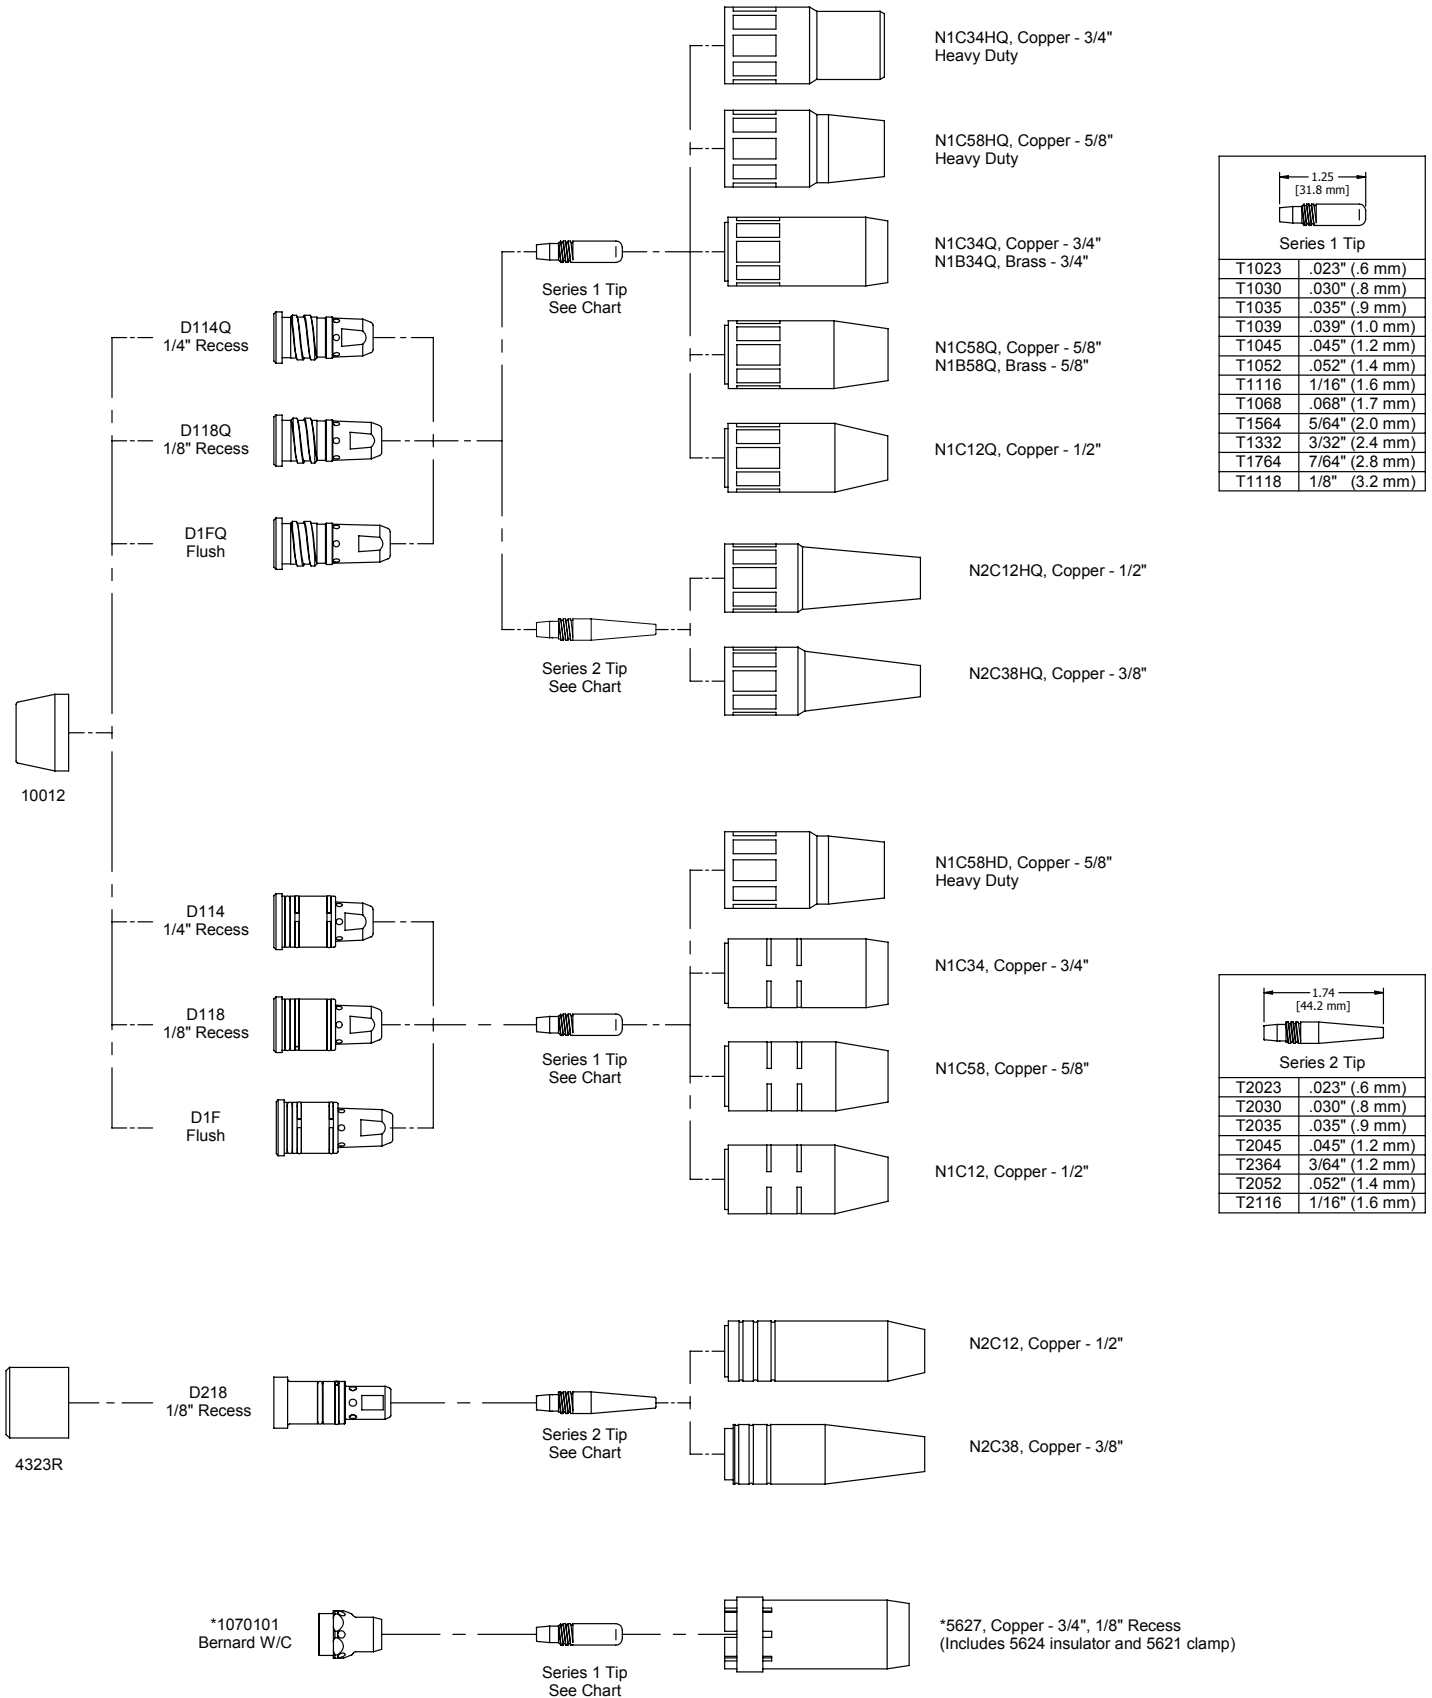 N1C34HQ, Copper - 3/4"
Heavy Duty
N1C58HQ, Copper - 5/8"
Heavy Duty
N1C34Q, Copper - 3/4"
N1B34Q, Brass - 3/4"
N1C58Q, Copper - 5/8"
N1B58Q, Brass - 5/8"
N1C12Q, Copper - 1/2"
Series 1 Tip
See Chart
D114Q
1/4" Recess
D118Q
1/8" Recess
D1FQ
Flush
N2C12HQ, Copper - 1/2"
N2C38HQ, Copper - 3/8"
Series 2 Tip
See Chart
10012
1.25
[31.8 mm]
Series 1 Tip
T1023 .023" (.6 mm)
T1030 .030" (.8 mm)
T1035 .035" (.9 mm)
T1039 .039" (1.0 mm)
T1045 .045" (1.2 mm)
T1052 .052" (1.4 mm)
T1116 1/16" (1.6 mm)
T1068 .068" (1.7 mm)
T1564 5/64" (2.0 mm)
T1332 3/32" (2.4 mm)
T1764 7/64" (2.8 mm)
T1118 1/8" (3.2 mm)
D114
1/4" Recess
D118
1/8" Recess
D1F
Flush
Series 1 Tip
See Chart
N1C58HD, Copper - 5/8"
Heavy Duty
N1C34, Copper - 3/4"
N1C58, Copper - 5/8"
N1C12, Copper - 1/2"
1.74
[44.2 mm]
Series 2 Tip
T2023 .023" (.6 mm)
T2030 .030" (.8 mm)
T2035 .035" (.9 mm)
T2045 .045" (1.2 mm)
T2364 3/64" (1.2 mm)
T2052 .052" (1.4 mm)
T2116 1/16" (1.6 mm)
4323R
D218
1/8" Recess
Series 2 Tip
See Chart
N2C12, Copper - 1/2"
N2C38, Copper - 3/8"
*1070101
Bernard W/C
Series 1 Tip
See Chart
*5627, Copper - 3/4", 1/8" Recess
(Includes 5624 insulator and 5621 clamp)